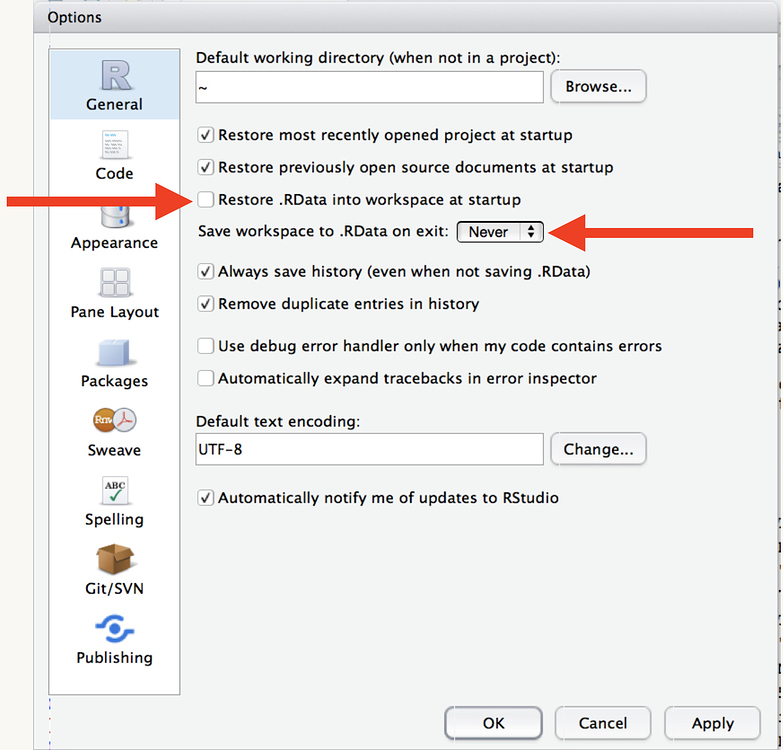 Options
General
Code
Appearance
Pane Layout
Packages
Rnw
Sweave
ABC
Spelling
Git/SVN
Publishing
Default working directory (when not in a project):
~
Browse...
Restore most recently opened project at startup
Restore previously open source documents at startup
Restore .RData into workspace at startup
Save workspace to .RData on exit: Never
Always save history (even when not saving .RData)
Remove duplicate entries in history
Use debug error handler only when my code contains errors
Automatically expand tracebacks in error inspector
Default text encoding:
UTF-8
Change...
Automatically notify me of updates to RStudio
OK
Cancel
Apply